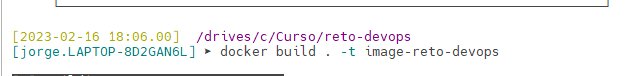 [2023-02-16 18:06.00]  /drives/c/Curso/reto-devops
[jorge.LAPTOP-8D2GAN6L] ➤ docker build . -t image-reto-devops